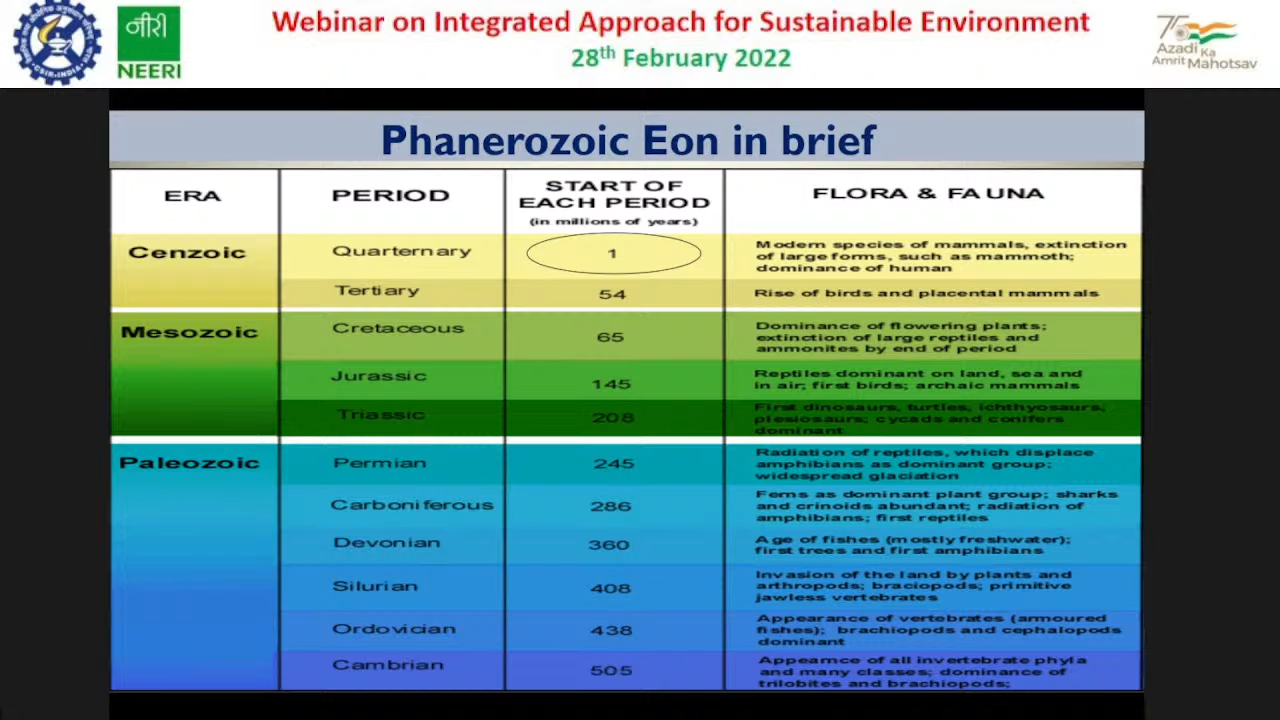 Webinar on Integrated Approach for Sustainable Environment
28th February 2022
CSIR-INDIA
नीरी
NEERI
75
Azadi Ka
Amrit Mahotsav
Phanerozoic Eon in brief
ERA
PERIOD
START OF
EACH PERIOD
(in millions of years)
FLORA & FAUNA
Cenzoic
Quarternary
1
Modern species of mammals, extinction
of large forms, such as mammoth;
dominance of human
Tertiary
54
Rise of birds and placental mammals
Mesozoic
Cretaceous
65
Dominance of flowering plants;
extinction of large reptiles and
ammonites by end of period
Jurassic
145
Reptiles dominant on land, sea and
in air; first birds; archaic mammals
Triassic
208
First dinosaurs, turtles, ichthyosaurs,
plesiosaurs; cycads and conifers
dominant
Paleozoic
Permian
245
Radiation of reptiles, which displace
amphibians as dominant group;
widespread glaciation
Carboniferous
286
Ferns as dominant plant group; sharks
and crinoids abundant; radiation of
amphibians; first reptiles
Devonian
360
Age of fishes (mostly freshwater);
first trees and first amphibians
Silurian
408
Invasion of the land by plants and
arthropods; braciopods; primitive
jawless vertebrates
Ordovician
438
Appearance of vertebrates (armoured
fishes); brachiopods and cephalopods
dominant
Cambrian
505
Appearnce of all invertebrate phyla
and many classes; dominance of
trilobites and brachiopods;